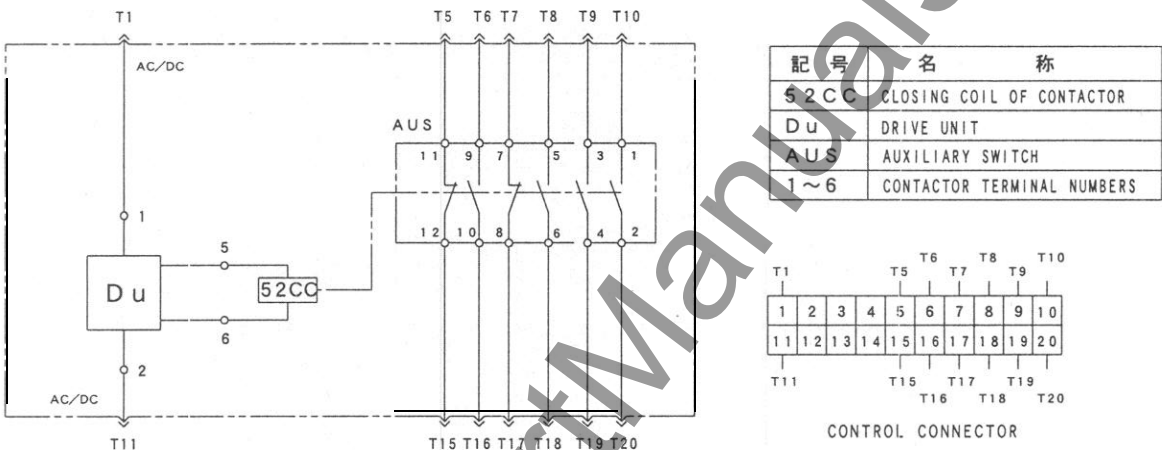 T1
T5 T6 T7 T8 T9 T10
AC/DC
AUS
11 9 7 5 3 1
12 10 8 6 4 2
1
5
Du
52CC
6
2
AC/DC
T11
T15 T16 T17 T18 T19 T20
記号 名 称
52CC CLOSING COIL OF CONTACTOR
Du DRIVE UNIT
AUS AUXILIARY SWITCH
1~6 CONTACTOR TERMINAL NUMBERS
T6 T8 T10
T1 T5 T7 T9
1 2 3 4 5 6 7 8 9 10
11 12 13 14 15 16 17 18 19 20
T11 T15 T17 T19
T16 T18 T20
CONTROL CONNECTOR
rtManuals